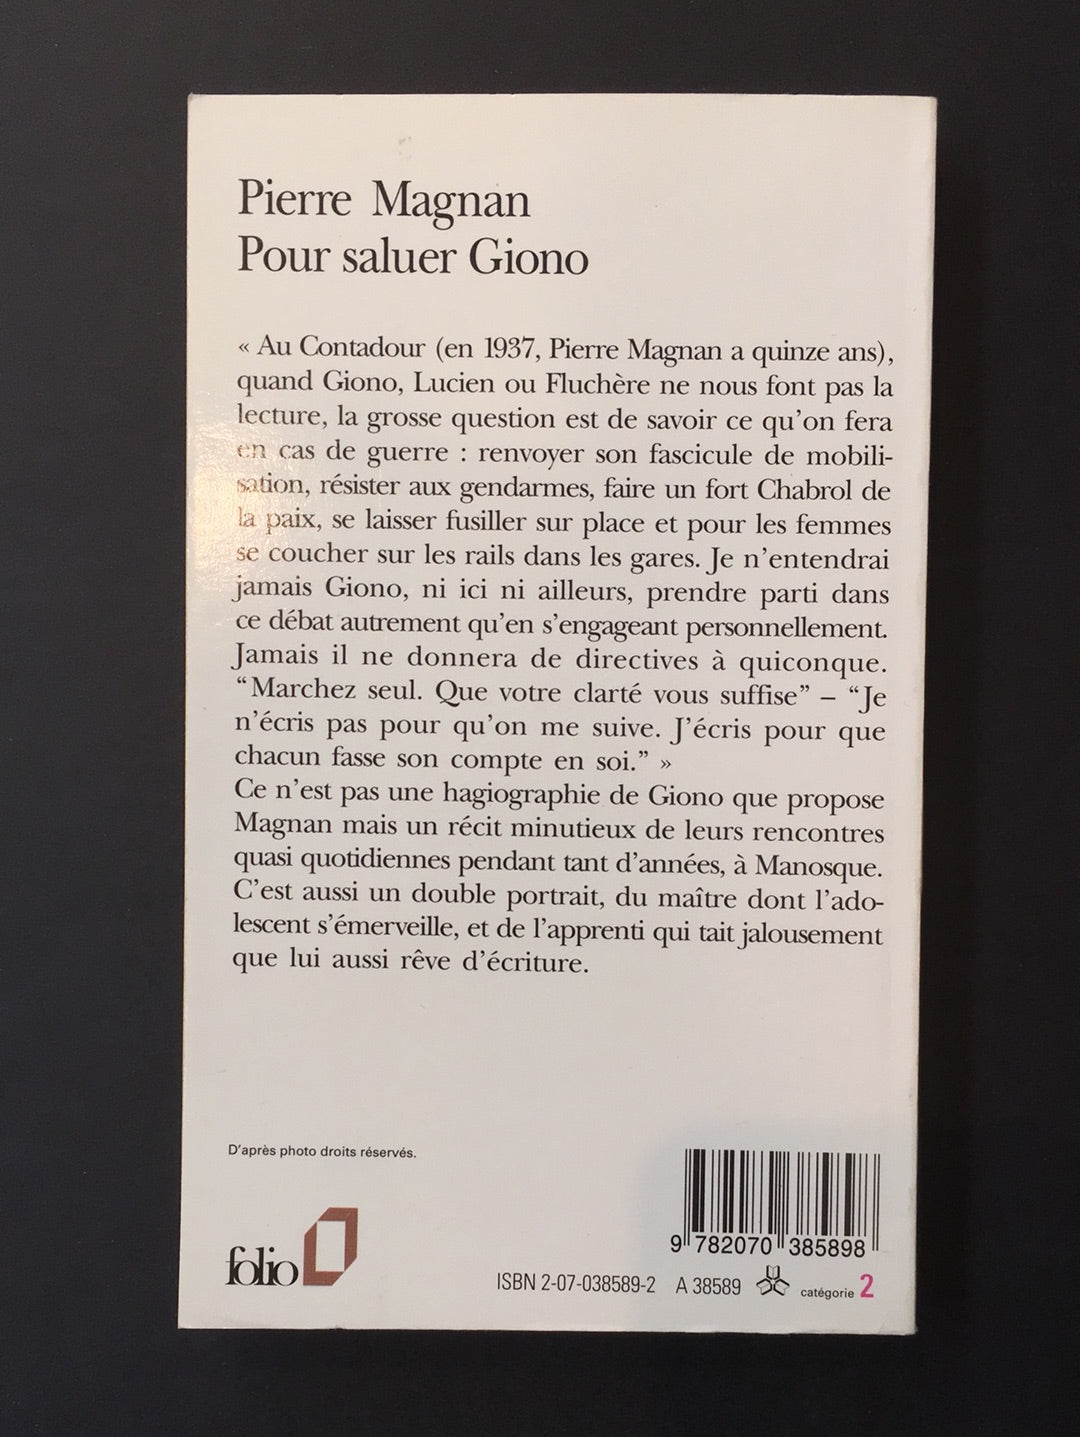 Pierre Magnan
Pour saluer Giono
« Au Contadour (en 1937, Pierre Magnan a quinze ans),
quand Giono, Lucien ou Fluchère ne nous font pas la
lecture, la grosse question est de savoir ce qu'on fera
en cas de guerre : renvoyer son fascicule de mobili-
sation, résister aux gendarmes, faire un fort Chabrol de
la paix, se laisser fusiller sur place et pour les femmes
se coucher sur les rails dans les gares. Je n'entendrai
jamais Giono, ni ici ni ailleurs, prendre parti dans
ce débat autrement qu'en s'engageant personnellement.
Jamais il ne donnera de directives à quiconque.
“Marchez seul. Que votre clarté vous suffise” – “Je
n'écris pas pour qu'on me suive. J'écris pour que
chacun fasse son compte en soi.” »
Ce n'est pas une hagiographie de Giono que propose
Magnan mais un récit minutieux de leurs rencontres
quasi quotidiennes pendant tant d'années, à Manosque.
C'est aussi un double portrait, du maître dont l'ado-
lescent s'émerveille, et de l'apprenti qui tait jalousement
que lui aussi rêve d'écriture.
D'après photo droits réservés.
folio
9 782070 385898
ISBN 2-07-038589-2 A 38589 catégorie 2